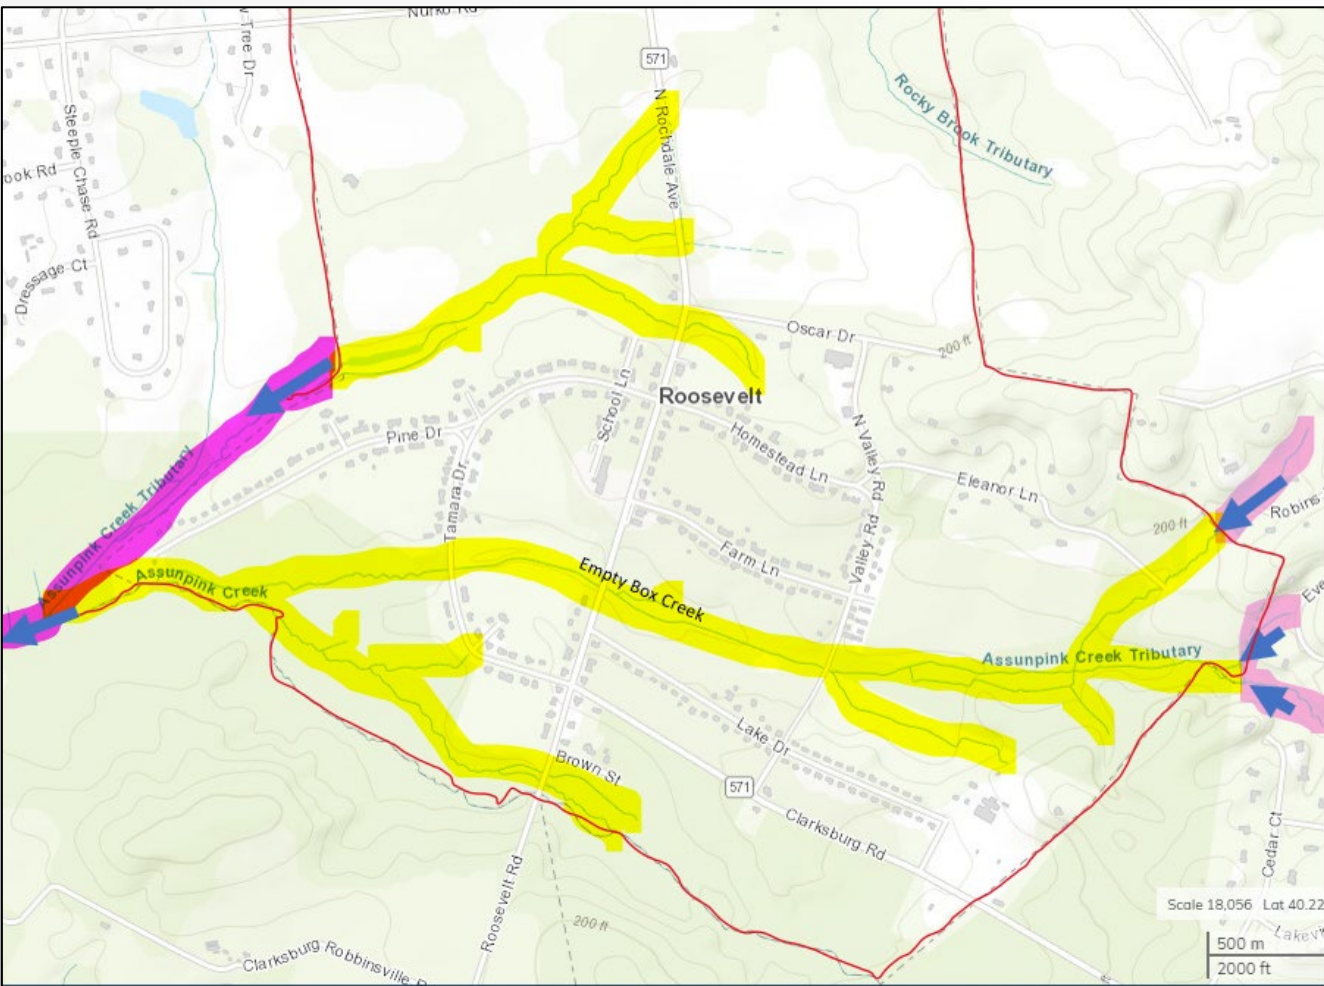 Nurko Rd
w Tree Dr
571
N Rochdale Ave
Rocky Brook Tributary
Steeple Chase Rd
ook Rd
Dressage Ct
Oscar Dr
200 ft
Roosevelt
School Ln
Pine Dr
Homestead Ln
N Valley Rd
Eleanor Ln
Tamara Dr
Assunpink Creek Tributary
200 ft
Robins
Farm Ln
Valley Rd
Assunpink Creek
Empty Box Creek
Eve
Assunpink Creek Tributary
Lake Dr
Brown St
571
Clarksburg Rd
Cedar Ct
Roosevelt Rd
200 ft
Scale 18,056 Lat 40.22
Lakevi
500 m
2000 ft
Clarksburg Robbinsville R